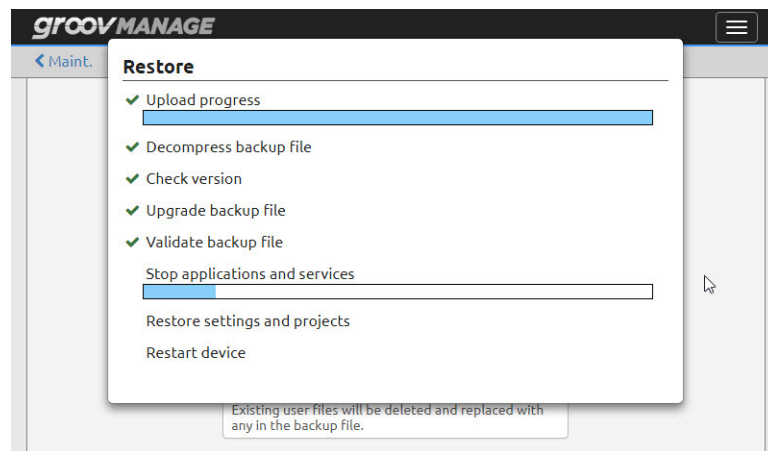 groov MANAGE
Maint.
Restore
Upload progress
Decompress backup file
Check version
Upgrade backup file
Validate backup file
Stop applications and services
Restore settings and projects
Restart device
Existing user files will be deleted and replaced with
any in the backup file.